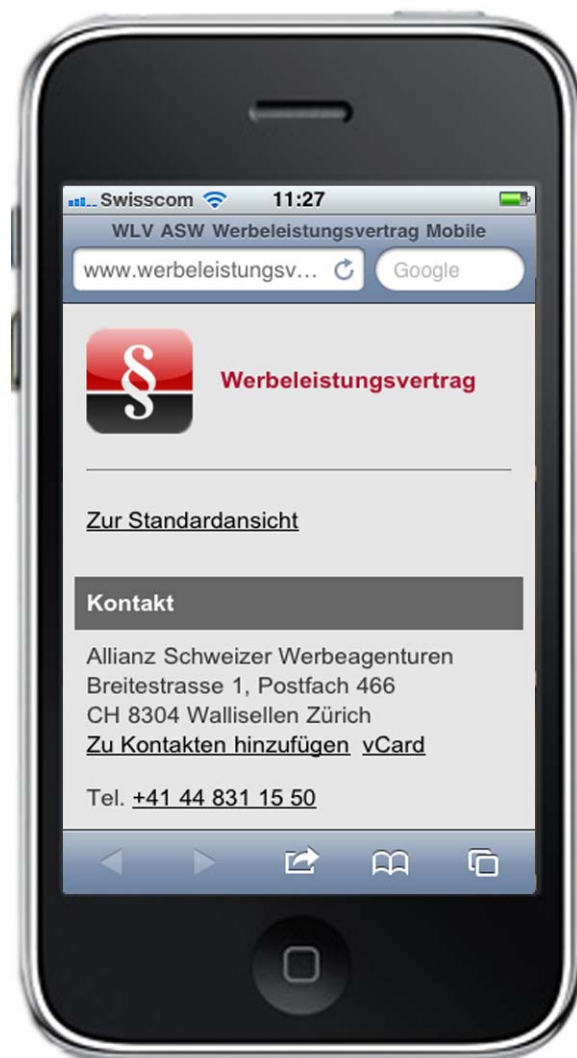 Swisscom 11:27
WLV ASW Werbeleistungsvertrag Mobile
www.werbeleistungsv... Google
§ Werbeleistungsvertrag
Zur Standardansicht
Kontakt
Allianz Schweizer Werbeagenturen
Breitestrasse 1, Postfach 466
CH 8304 Wallisellen Zürich
Zu Kontakten hinzufügen vCard
Tel. +41 44 831 15 50